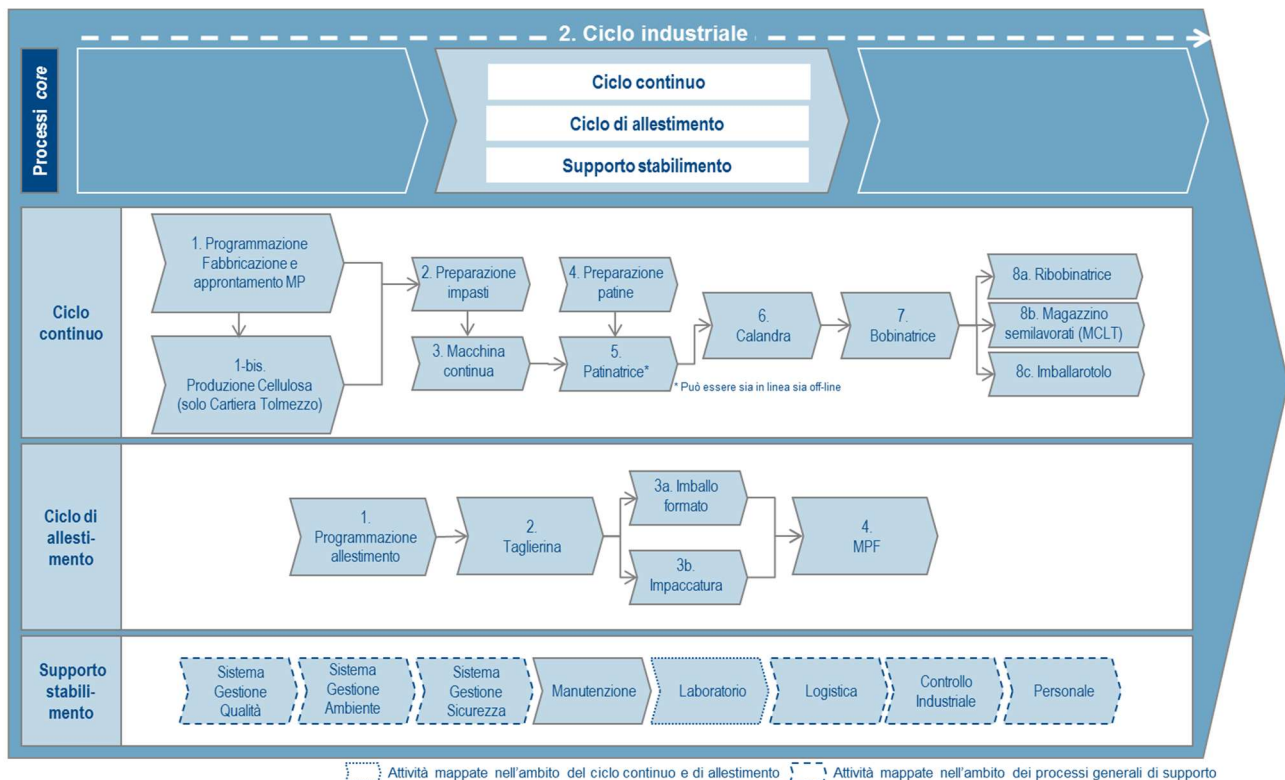 2. Ciclo industriale
Processi core
Ciclo continuo
Ciclo di allestimento
Supporto stabilimento
Ciclo
continuo
1. Programmazione
Fabbricazione e
approntamento MP
1-bis.
Produzione Cellulosa
(solo Cartiera Tolmezzo)
2. Preparazione
impasti
3. Macchina
continua
4. Preparazione
patine
5.
Patinatrice*
* Può essere sia in linea sia off-line
6.
Calandra
7.
Bobinatrice
8a. Ribobinatrice
8b. Magazzino
semilavorati (MCLT)
8c. Imballarotolo
Ciclo di
allesti-
mento
1.
Programmazione
allestimento
2.
Taglierina
3a. Imballo
formato
3b.
Impaccatura
4.
MPF
Supporto
stabili-
mento
Sistema
Gestione
Qualità
Sistema
Gestione
Ambiente
Sistema
Gestione
Sicurezza
Manutenzione
Laboratorio
Logistica
Controllo
Industriale
Personale
Attività mappate nell'ambito del ciclo continuo e di allestimento
Attività mappate nell'ambito dei processi generali di supporto